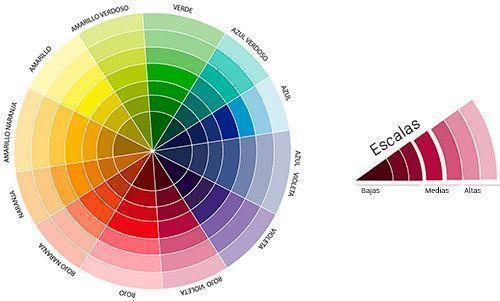 VERDE
AZUL VERDOSO
AZUL
AZUL VIOLETA
VIOLETA
ROJO VIOLETA
ROJO
ROJO NARANJA
NARANJA
AMARILLO NARANJA
AMARILLO
AMARILLO VERDOSO
Escalas
Bajas
Medias
Altas